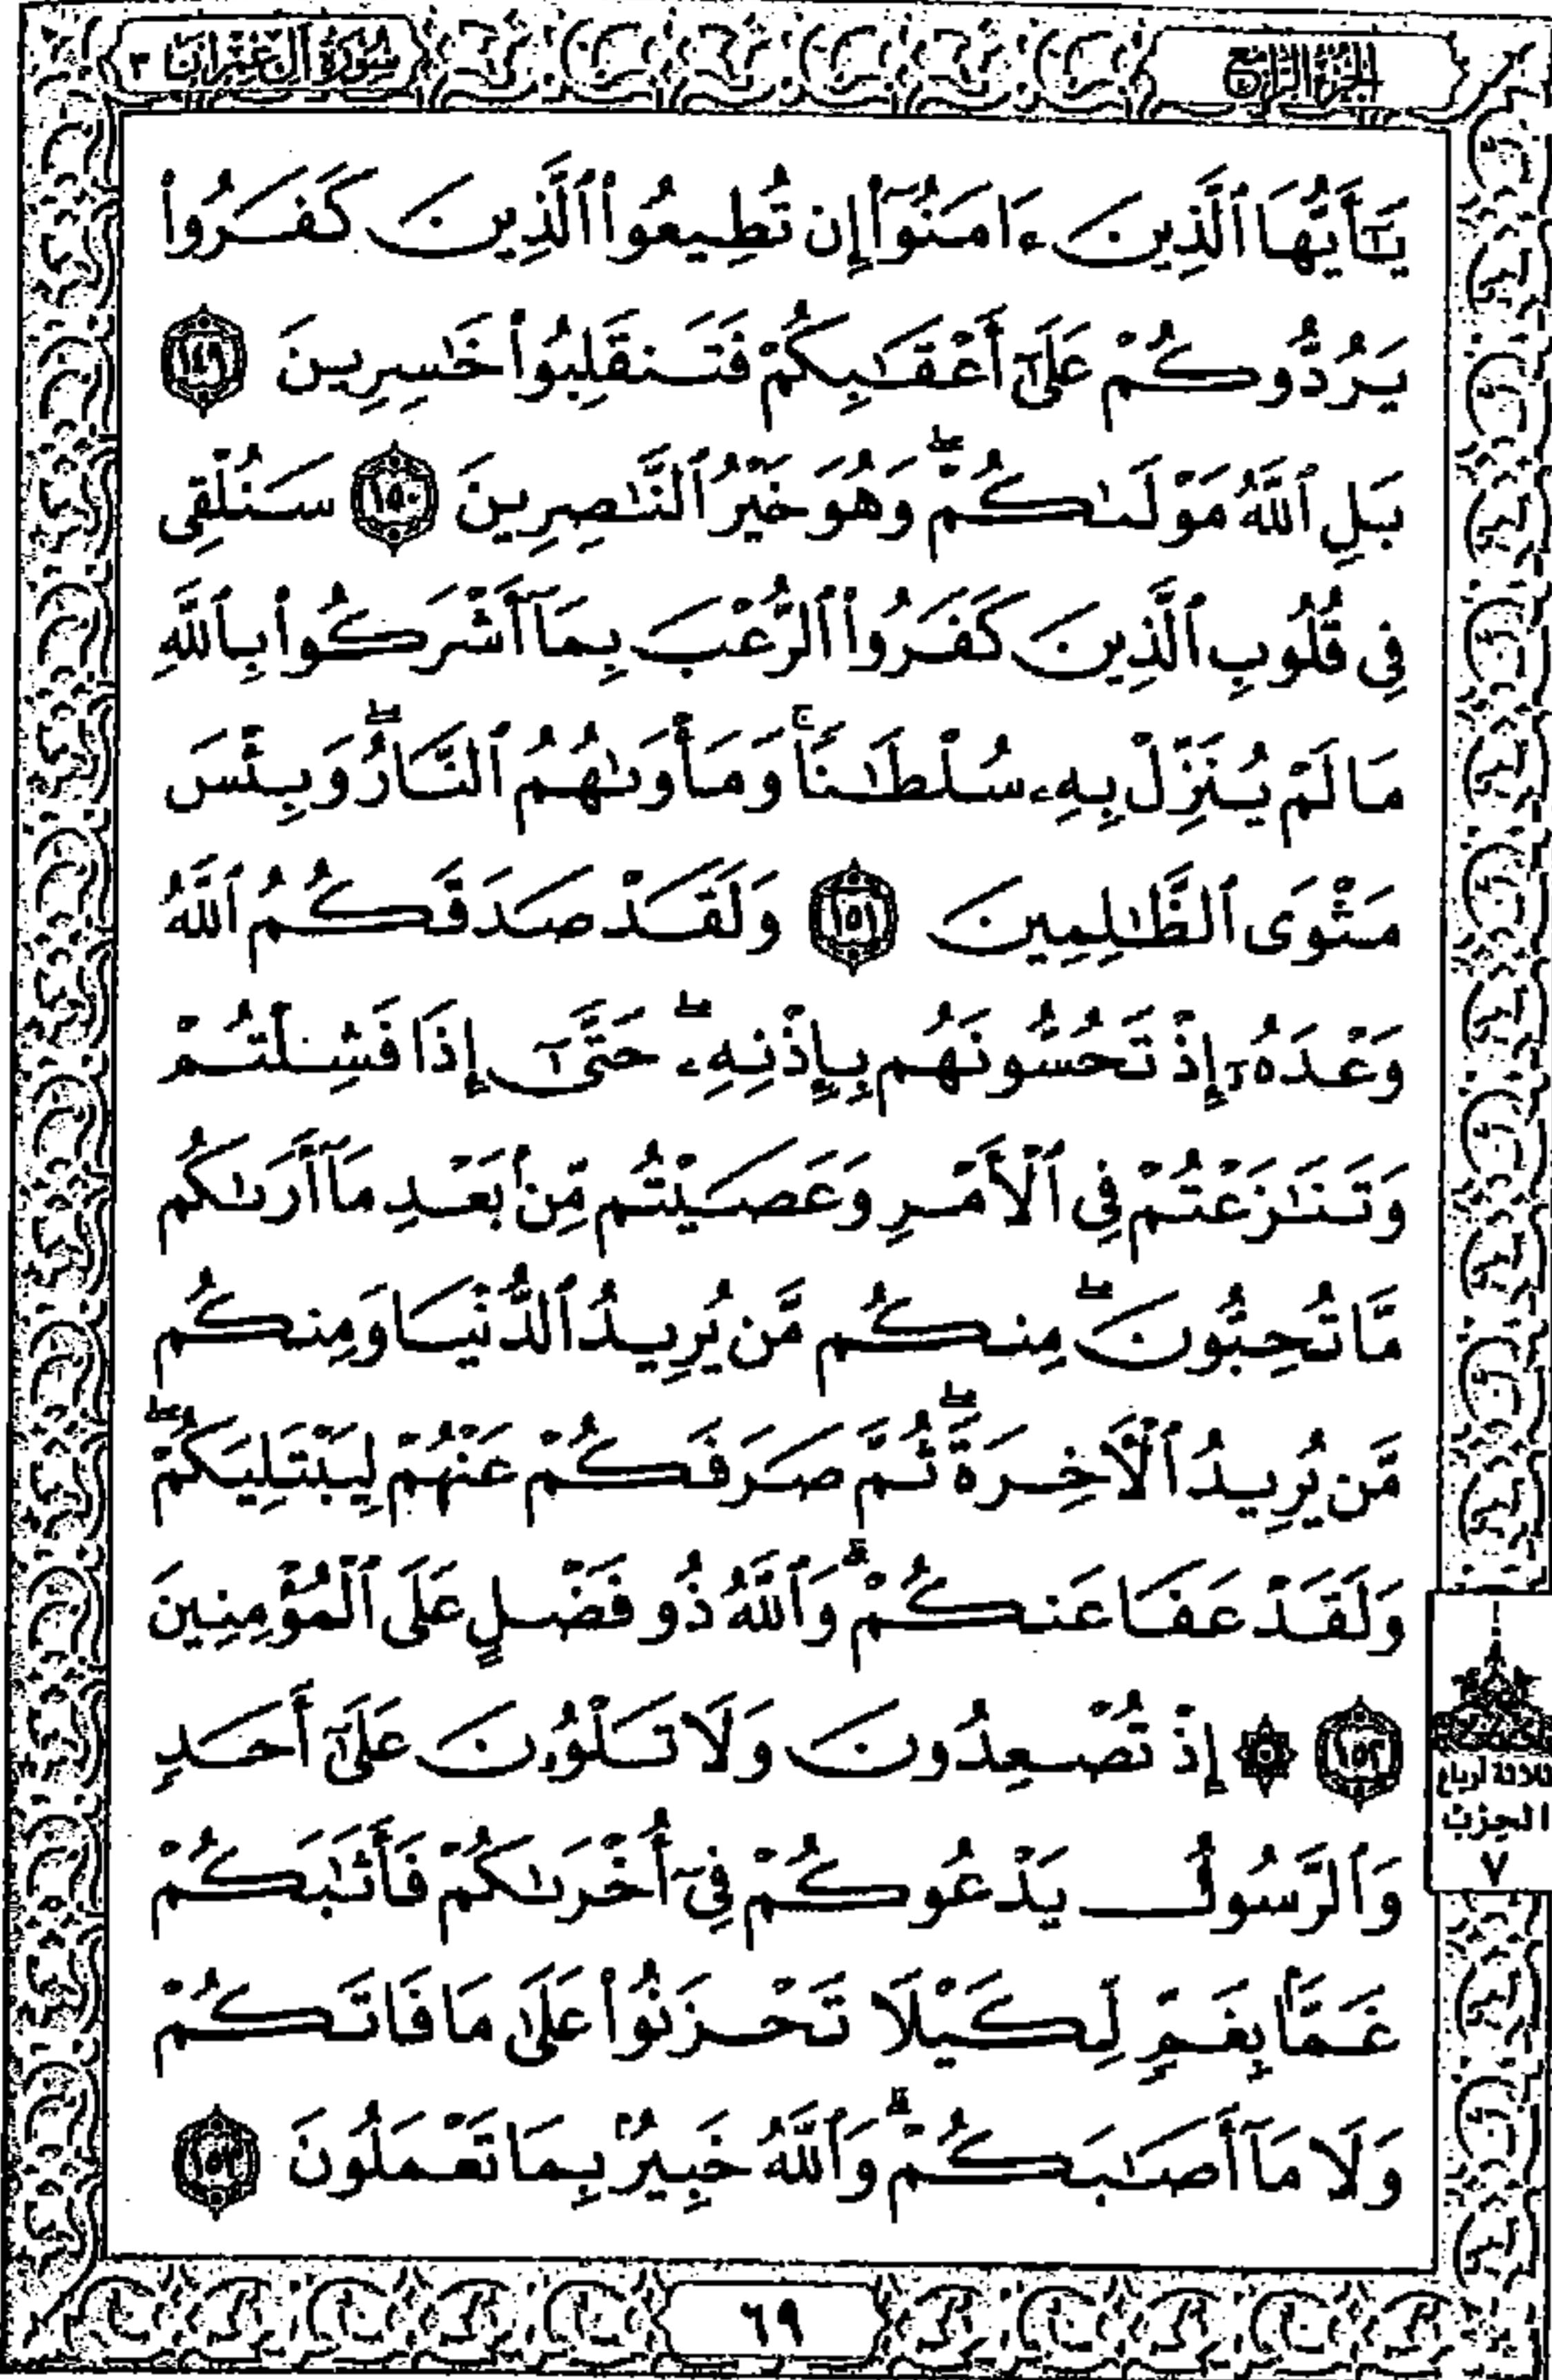 الجزء الرابع
سورة آل عمران ٣
يَـٰٓأَيُّهَا ٱلَّذِينَ ءَامَنُوٓا۟ إِن تُطِيعُوا۟ ٱلَّذِينَ كَفَرُوا۟
يَرُدُّوكُمْ عَلَىٰٓ أَعْقَـٰبِكُمْ فَتَنقَلِبُوا۟ خَـٰسِرِينَ ١٤٩
بَلِ ٱللَّهُ مَوْلَىٰكُمْ ۖ وَهُوَ خَيْرُ ٱلنَّـٰصِرِينَ ١٥٠ سَنُلْقِى
فِى قُلُوبِ ٱلَّذِينَ كَفَرُوا۟ ٱلرُّعْبَ بِمَآ أَشْرَكُوا۟ بِٱللَّهِ
مَا لَمْ يُنَزِّلْ بِهِۦ سُلْطَـٰنًا ۚ وَمَأْوَىٰهُمُ ٱلنَّارُ ۖ وَبِئْسَ
مَثْوَى ٱلظَّـٰلِمِينَ ١٥١ وَلَقَدْ صَدَقَكُمُ ٱللَّهُ
وَعْدَهُۥٓ إِذْ تَحُسُّونَهُم بِإِذْنِهِۦ ۖ حَتَّىٰٓ إِذَا فَشِلْتُمْ
وَتَنَـٰزَعْتُمْ فِى ٱلْأَمْرِ وَعَصَيْتُم مِّنۢ بَعْدِ مَآ أَرَىٰكُم
مَّا تُحِبُّونَ ۚ مِنكُم مَّن يُرِيدُ ٱلدُّنْيَا وَمِنكُم
مَّن يُرِيدُ ٱلْـَٔاخِرَةَ ۚ ثُمَّ صَرَفَكُمْ عَنْهُمْ لِيَبْتَلِيَكُمْ ۖ
وَلَقَدْ عَفَا عَنكُمْ ۗ وَٱللَّهُ ذُو فَضْلٍ عَلَى ٱلْمُؤْمِنِينَ
١٥٢ ۞ إِذْ تُصْعِدُونَ وَلَا تَلْوُۥنَ عَلَىٰٓ أَحَدٍ
وَٱلرَّسُولُ يَدْعُوكُمْ فِىٓ أُخْرَىٰكُمْ فَأَثَـٰبَكُمْ
غَمًّۢا بِغَمٍّ لِّكَيْلَا تَحْزَنُوا۟ عَلَىٰ مَا فَاتَكُمْ
وَلَا مَآ أَصَـٰبَكُمْ ۗ وَٱللَّهُ خَبِيرٌۢ بِمَا تَعْمَلُونَ ١٥٣
ثلاثة أرباع
الحزب
٧
٦٩